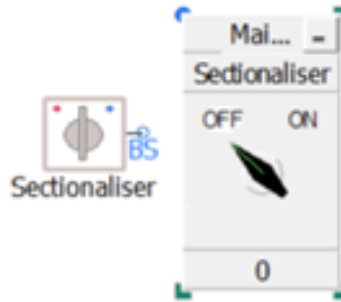 BS
Sectionaliser
Mai... -
Sectionaliser
OFF ON
0